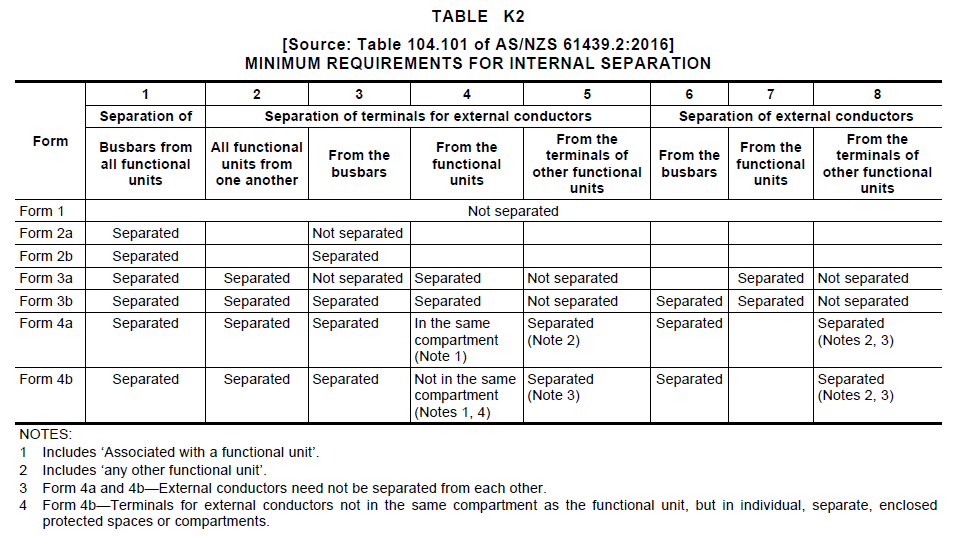 TABLE K2
[Source: Table 104.101 of AS/NZS 61439.2:2016]
MINIMUM REQUIREMENTS FOR INTERNAL SEPARATION
Form 1 2 3 4 5 6 7 8
Separation of Separation of terminals for external conductors Separation of external conductors
Busbars from all functional units All functional units from one another From the busbars From the functional units From the terminals of other functional units From the busbars From the functional units From the terminals of other functional units
Form 1 Not separated
Form 2a Separated Not separated
Form 2b Separated Separated
Form 3a Separated Separated Not separated Separated Not separated Separated Not separated
Form 3b Separated Separated Separated Separated Not separated Separated Separated Not separated
Form 4a Separated Separated Separated In the same compartment (Note 1) Separated (Note 2) Separated Separated (Notes 2, 3)
Form 4b Separated Separated Separated Not in the same compartment (Notes 1, 4) Separated (Note 3) Separated Separated (Notes 2, 3)
NOTES:
1 Includes ‘Associated with a functional unit’.
2 Includes ‘any other functional unit’.
3 Form 4a and 4b—External conductors need not be separated from each other.
4 Form 4b—Terminals for external conductors not in the same compartment as the functional unit, but in individual, separate, enclosed
protected spaces or compartments.